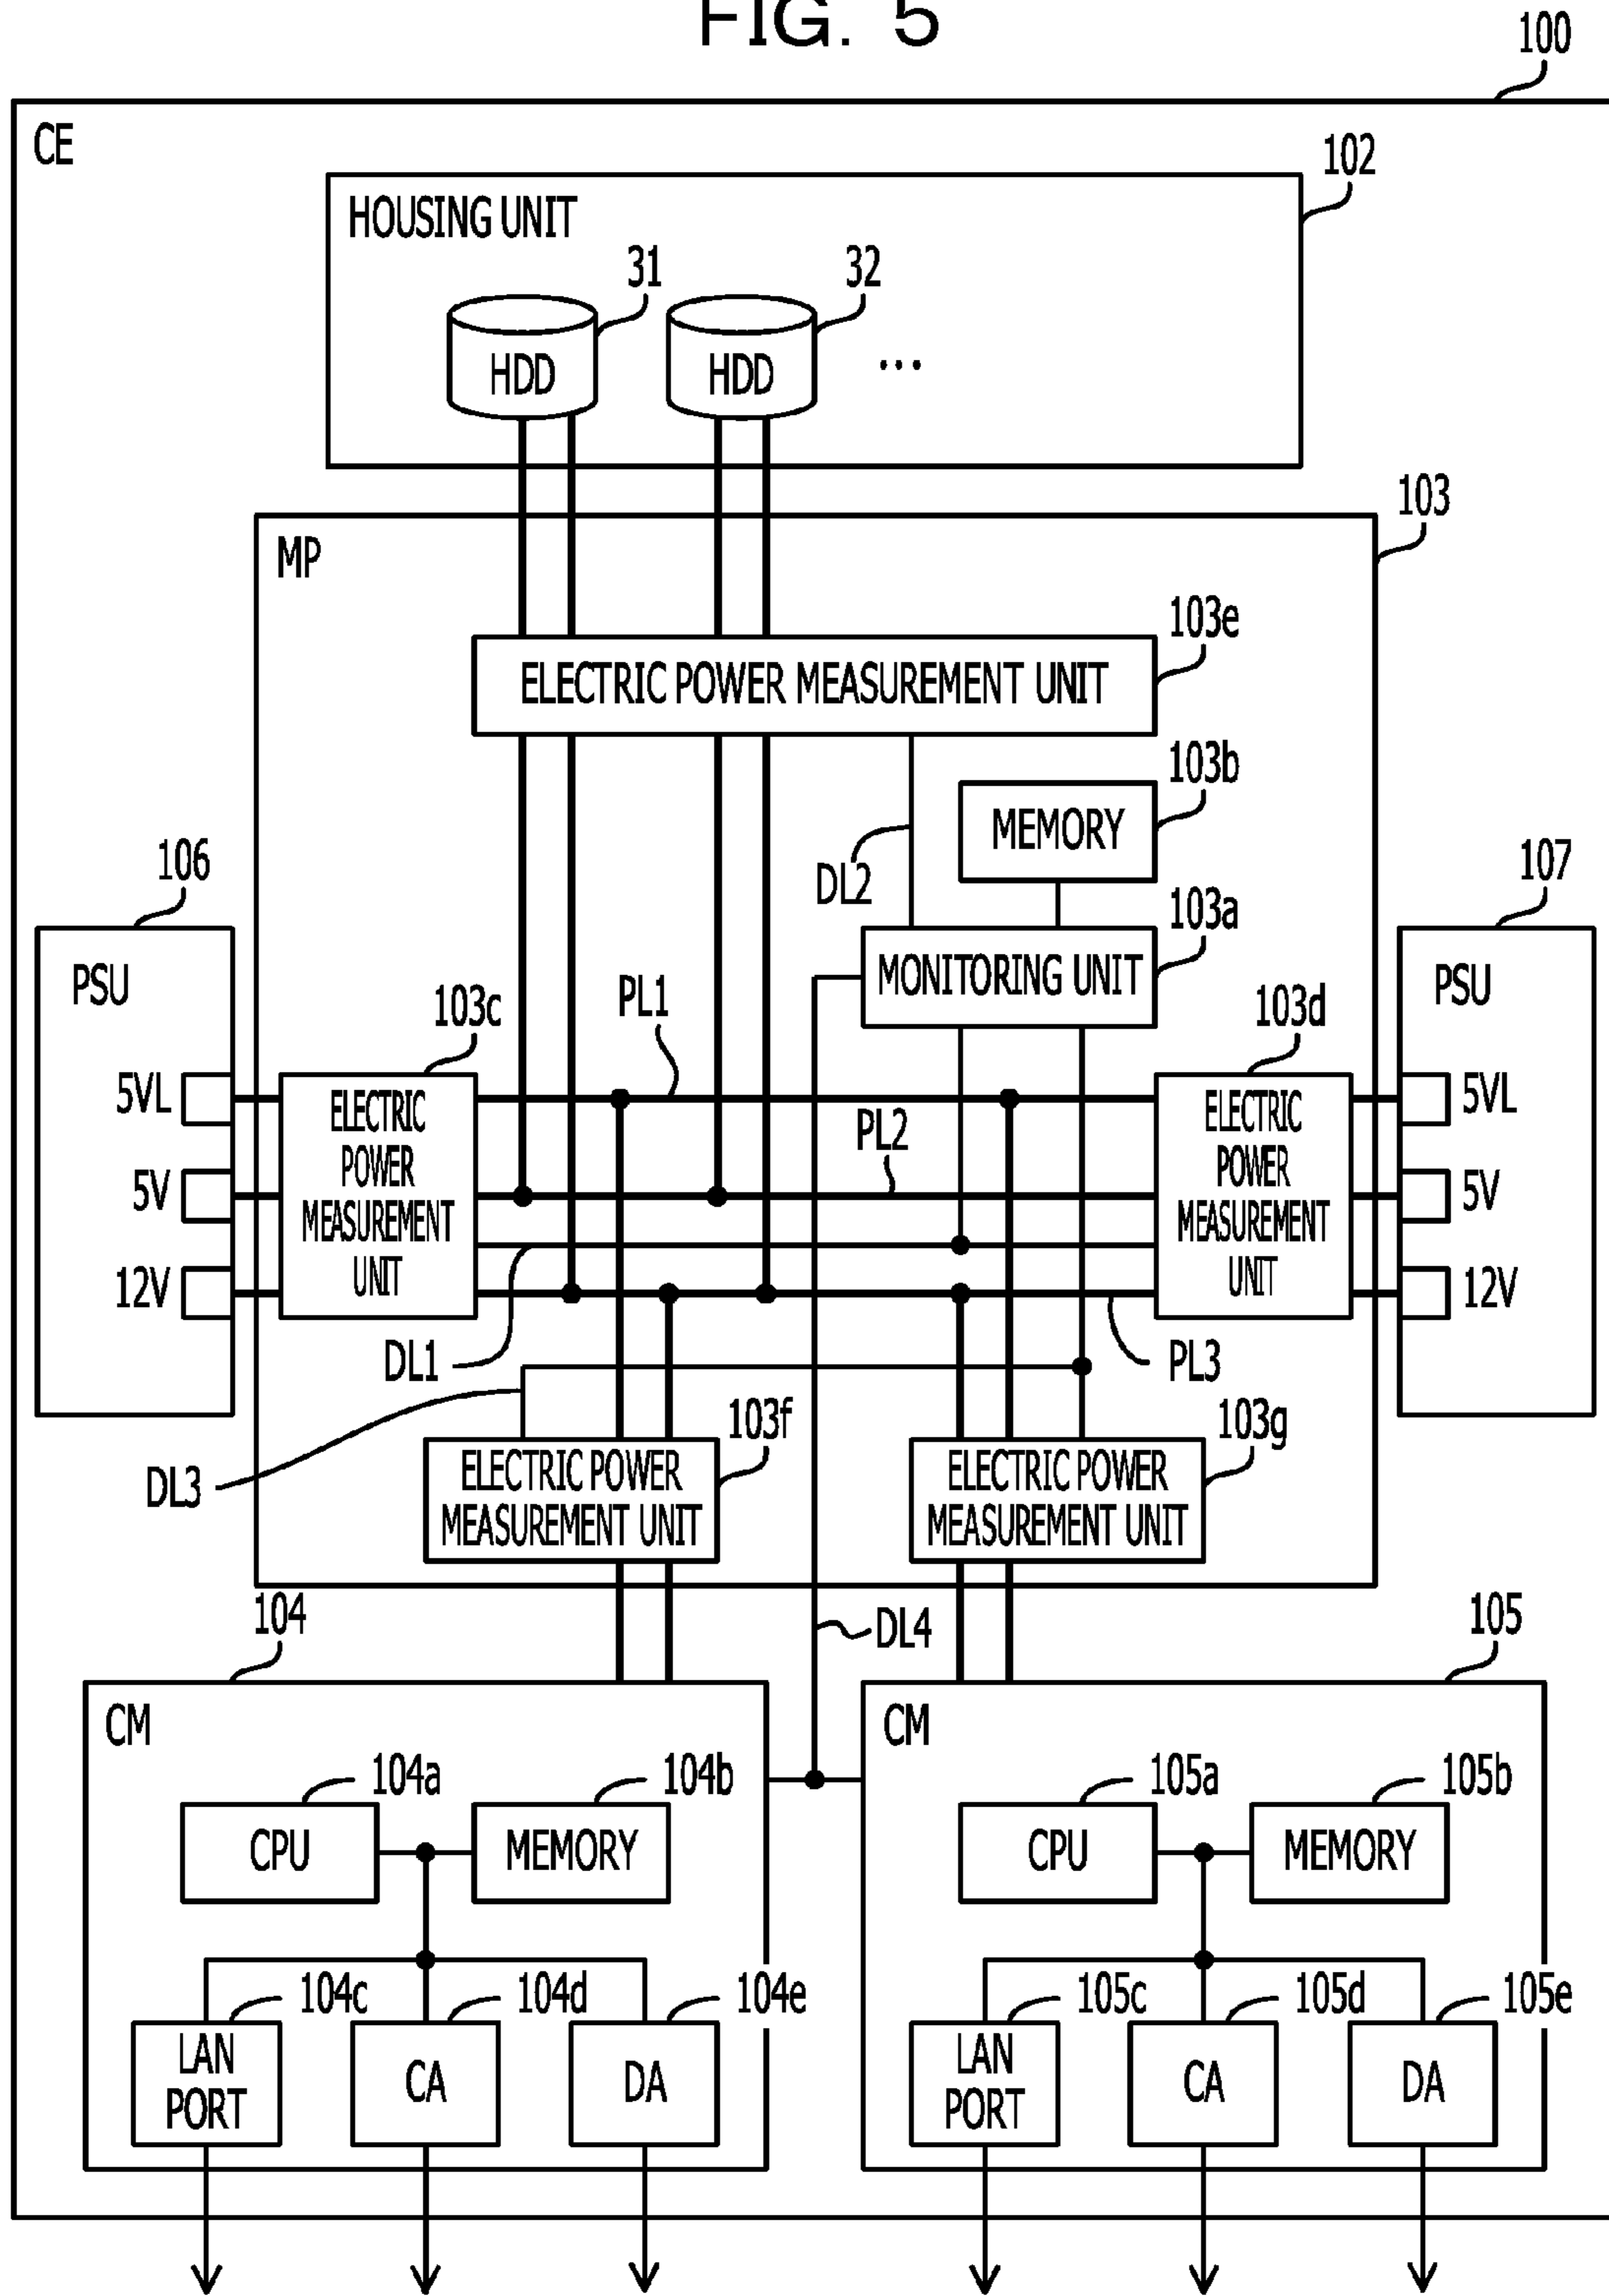 FIG. 5
100
CE
102
HOUSING UNIT
31
32
HDD
HDD
...
103
MP
103e
ELECTRIC POWER MEASUREMENT UNIT
103b
MEMORY
DL2
106
107
103a
PSU
MONITORING UNIT
PSU
103c
PL1
103d
5VL
ELECTRIC
POWER
MEASUREMENT
UNIT
PL2
ELECTRIC
POWER
MEASUREMENT
UNIT
5VL
5V
5V
12V
12V
DL1
PL3
103f
103g
DL3
ELECTRIC POWER
MEASUREMENT UNIT
ELECTRIC POWER
MEASUREMENT UNIT
104
DL4
105
CM
CM
104a
104b
105a
105b
CPU
MEMORY
CPU
MEMORY
104c
104d
104e
105c
105d
105e
LAN
PORT
CA
DA
LAN
PORT
CA
DA